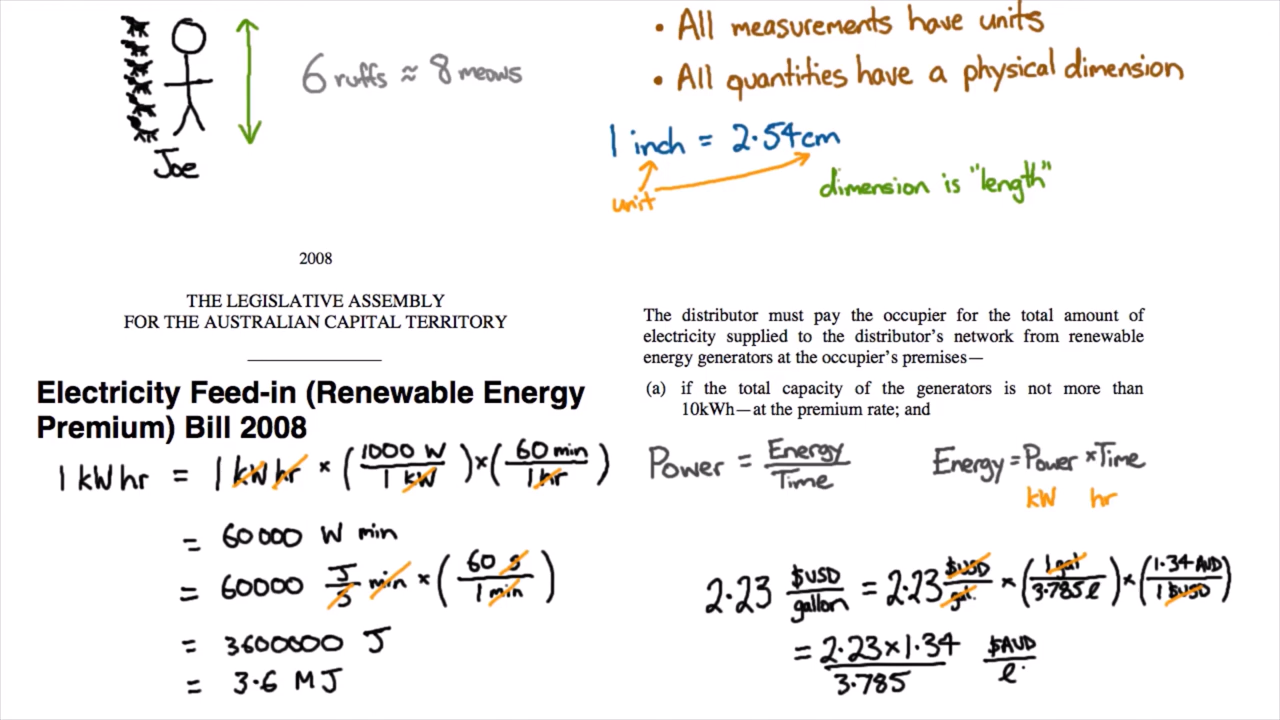 6 ruffs ≈ 8 meows
Joe
• All measurements have units
• All quantities have a physical dimension
1 inch = 2.54cm
unit
dimension is "length"
2008
THE LEGISLATIVE ASSEMBLY
FOR THE AUSTRALIAN CAPITAL TERRITORY
Electricity Feed-in (Renewable Energy
Premium) Bill 2008
1 kW hr = 1 kW hr × (1000 W / 1 kW) × (60 min / 1 hr)
= 60000 W min
= 60000 J/s min × (60 s / 1 min)
= 3600000 J
= 3.6 MJ
The distributor must pay the occupier for the total amount of
electricity supplied to the distributor's network from renewable
energy generators at the occupier's premises—
(a) if the total capacity of the generators is not more than
10kWh—at the premium rate; and
Power = Energy / Time
Energy = Power × Time
kW hr
2.23 $USD / gallon = 2.23 $USD / gal. × (1 gal / 3.785 l) × (1.34 AUD / 1 $USD)
= 2.23 × 1.34 / 3.785 $AUD / l.